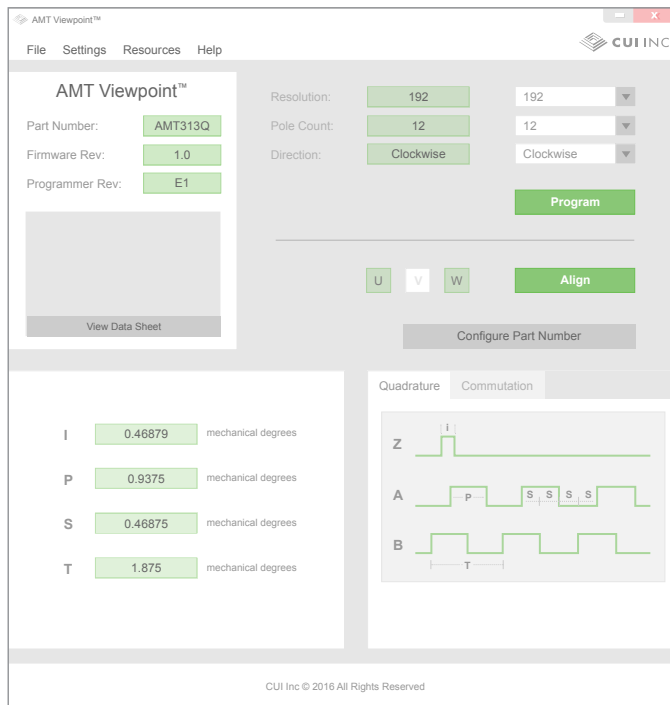 AMT Viewpoint™
X
File Settings Resources Help
CUI INC
AMT Viewpoint™
Part Number: AMT313Q
Firmware Rev: 1.0
Programmer Rev: E1
View Data Sheet
Resolution: 192 192
Pole Count: 12 12
Direction: Clockwise Clockwise
Program
U V W Align
Configure Part Number
I 0.46879 mechanical degrees
P 0.9375 mechanical degrees
S 0.46875 mechanical degrees
T 1.875 mechanical degrees
Quadrature Commutation
i
Z
A P S S S S
B
T
CUI Inc © 2016 All Rights Reserved